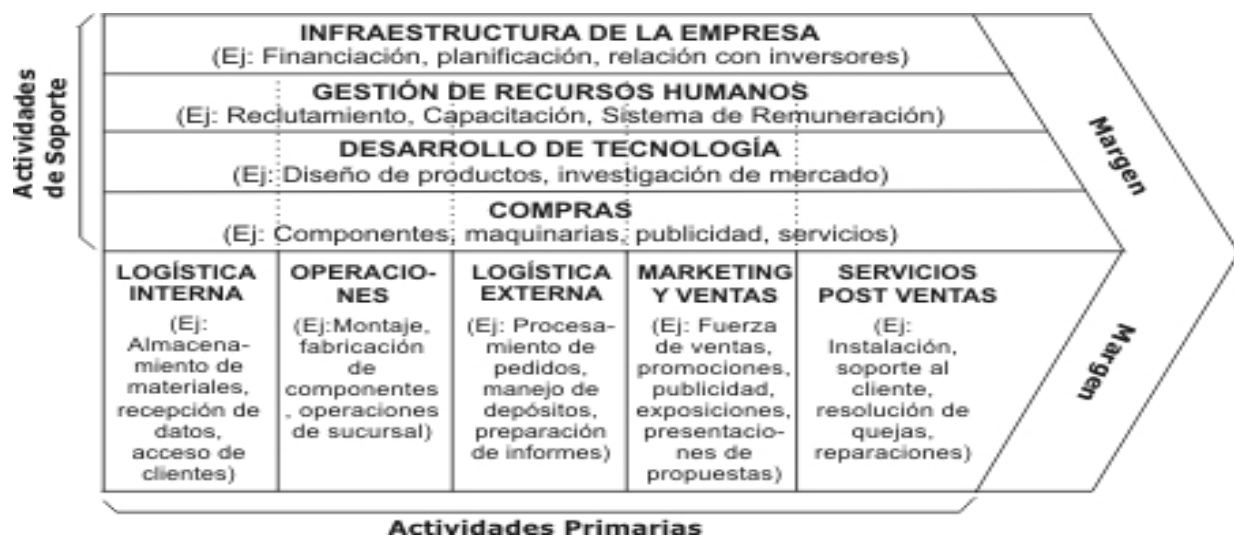 Actividades
de Soporte
INFRAESTRUCTURA DE LA EMPRESA
(Ej: Financiación, planificación, relación con inversores)
GESTIÓN DE RECURSOS HUMANOS
(Ej: Reclutamiento, Capacitación, Sistema de Remuneración)
DESARROLLO DE TECNOLOGÍA
(Ej: Diseño de productos, investigación de mercado)
COMPRAS
(Ej: Componentes, maquinarias, publicidad, servicios)
Margen
LOGÍSTICA
INTERNA
(Ej:
Almacena-
miento de
materiales,
recepción de
datos,
acceso de
clientes)
OPERACIO-
NES
(Ej:Montaje,
fabricación
de
componentes
, operaciones
de sucursal)
LOGÍSTICA
EXTERNA
(Ej: Procesa-
miento de
pedidos,
manejo de
depósitos,
preparación
de informes)
MARKETING
Y VENTAS
(Ej: Fuerza
de ventas,
promociones,
publicidad,
exposiciones,
presentacio-
nes de
propuestas)
SERVICIOS
POST VENTAS
(Ej:
Instalación,
soporte al
cliente,
resolución de
quejas,
reparaciones)
Margen
Actividades Primarias